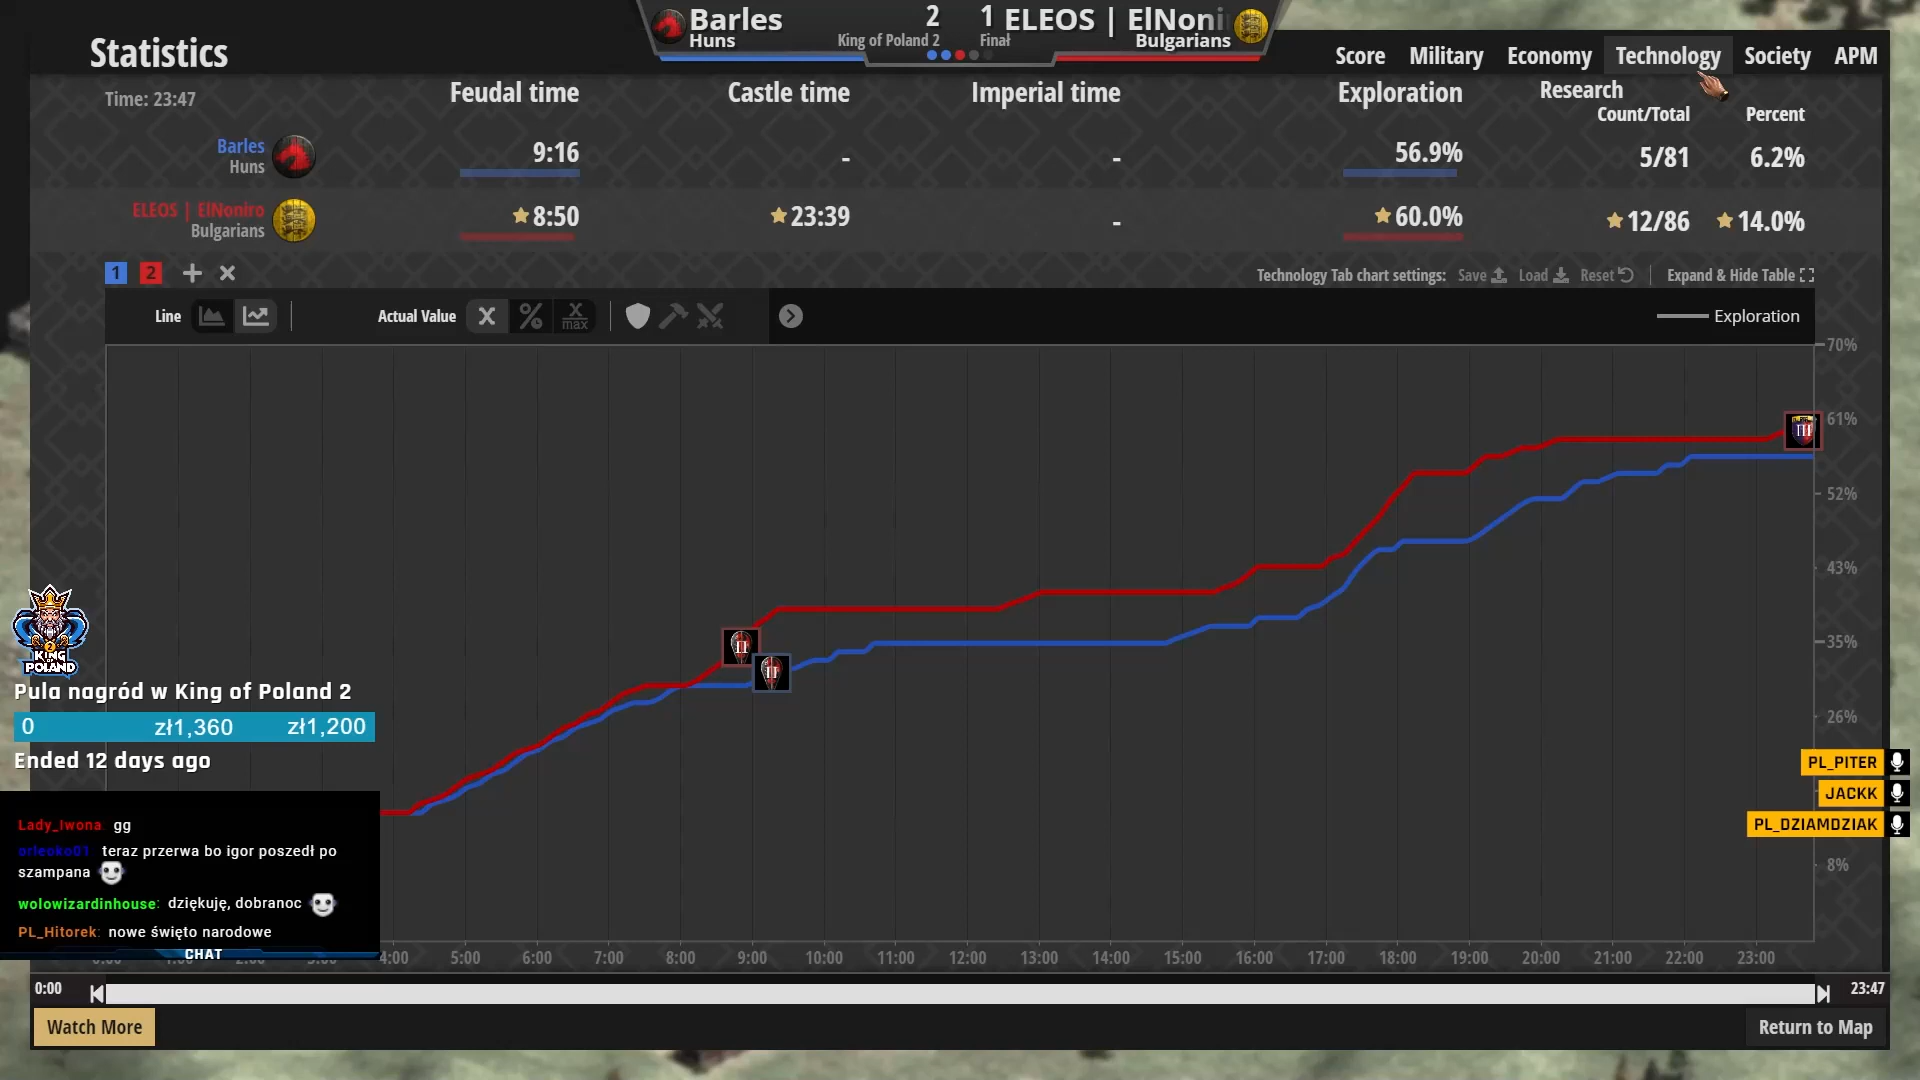 Barles
Huns
2
1
King of Poland 2
Finał
ELEOS | ElNoni
Bulgarians
Statistics
Score
Military
Economy
Technology
Society
APM
Time: 23:47
Feudal time
Castle time
Imperial time
Exploration
Research
Count/Total
Percent
Barles
Huns
9:16
-
-
56.9%
5/81
6.2%
ELEOS | ElNoniro
Bulgarians
8:50
23:39
-
60.0%
12/86
14.0%
1
2
Technology Tab chart settings:
Save
Load
Reset
Expand & Hide Table
Line
Actual Value
X
%
X
max
Exploration
70%
61%
52%
43%
35%
26%
8%
III
II
II
KING OF
2
POLAND
Pula nagród w King of Poland 2
0
zł1,360
zł1,200
Ended 12 days ago
PL_PITER
JACKK
PL_DZIAMDZIAK
Lady_Iwona gg
orleoko01 teraz przerwa bo igor poszedł po
szampana
wolowizardinhouse: dziękuję, dobranoc
PL_Hitorek: nowe święto narodowe
CHAT
4:00
5:00
6:00
7:00
8:00
9:00
10:00
11:00
12:00
13:00
14:00
15:00
16:00
17:00
18:00
19:00
20:00
21:00
22:00
23:00
0:00
23:47
Watch More
Return to Map